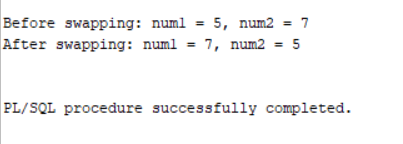 Before swapping: num1 = 5, num2 = 7
After swapping: num1 = 7, num2 = 5
PL/SQL procedure successfully completed.